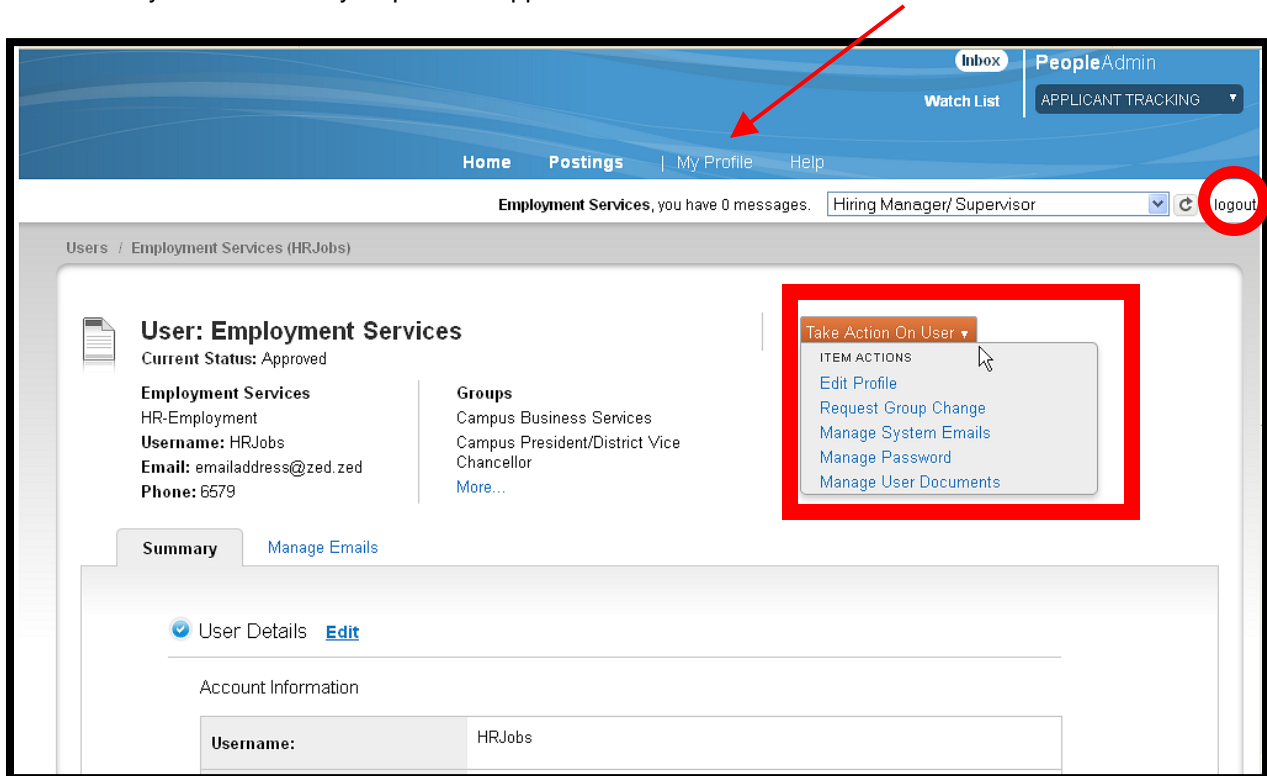 Inbox
PeopleAdmin
Watch List
APPLICANT TRACKING
Home Postings | My Profile Help
Employment Services, you have 0 messages. Hiring Manager/ Supervisor logout
Users / Employment Services (HRJobs)
User: Employment Services
Current Status: Approved
Employment Services
HR-Employment
Username: HRJobs
Email: emailaddress@zed.zed
Phone: 6579
Groups
Campus Business Services
Campus President/District Vice
Chancellor
More...
Take Action On User
ITEM ACTIONS
Edit Profile
Request Group Change
Manage System Emails
Manage Password
Manage User Documents
Summary Manage Emails
User Details Edit
Account Information
Username: HRJobs